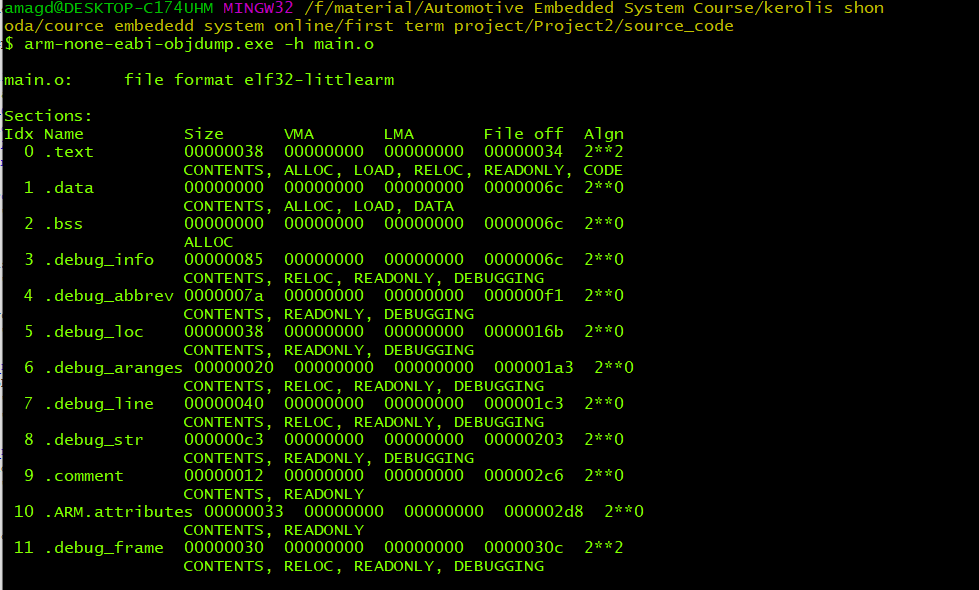 amagd@DESKTOP-C174UHM MINGW32 /f/material/Automotive Embedded System Course/kerolis shon
oda/cource embededd system online/first term project/Project2/source_code
$ arm-none-eabi-objdump.exe -h main.o

main.o:     file format elf32-littlearm

Sections:
Idx Name          Size      VMA       LMA       File off  Algn
  0 .text         00000038  00000000  00000000  00000034  2**2
                  CONTENTS, ALLOC, LOAD, RELOC, READONLY, CODE
  1 .data         00000000  00000000  00000000  0000006c  2**0
                  CONTENTS, ALLOC, LOAD, DATA
  2 .bss          00000000  00000000  00000000  0000006c  2**0
                  ALLOC
  3 .debug_info   00000085  00000000  00000000  0000006c  2**0
                  CONTENTS, RELOC, READONLY, DEBUGGING
  4 .debug_abbrev 0000007a  00000000  00000000  000000f1  2**0
                  CONTENTS, READONLY, DEBUGGING
  5 .debug_loc    00000038  00000000  00000000  0000016b  2**0
                  CONTENTS, READONLY, DEBUGGING
  6 .debug_aranges 00000020  00000000  00000000  000001a3  2**0
                  CONTENTS, RELOC, READONLY, DEBUGGING
  7 .debug_line   00000040  00000000  00000000  000001c3  2**0
                  CONTENTS, RELOC, READONLY, DEBUGGING
  8 .debug_str    000000c3  00000000  00000000  00000203  2**0
                  CONTENTS, READONLY, DEBUGGING
  9 .comment      00000012  00000000  00000000  000002c6  2**0
                  CONTENTS, READONLY
 10 .ARM.attributes 00000033  00000000  00000000  000002d8  2**0
                  CONTENTS, READONLY
 11 .debug_frame  00000030  00000000  00000000  0000030c  2**2
                  CONTENTS, RELOC, READONLY, DEBUGGING